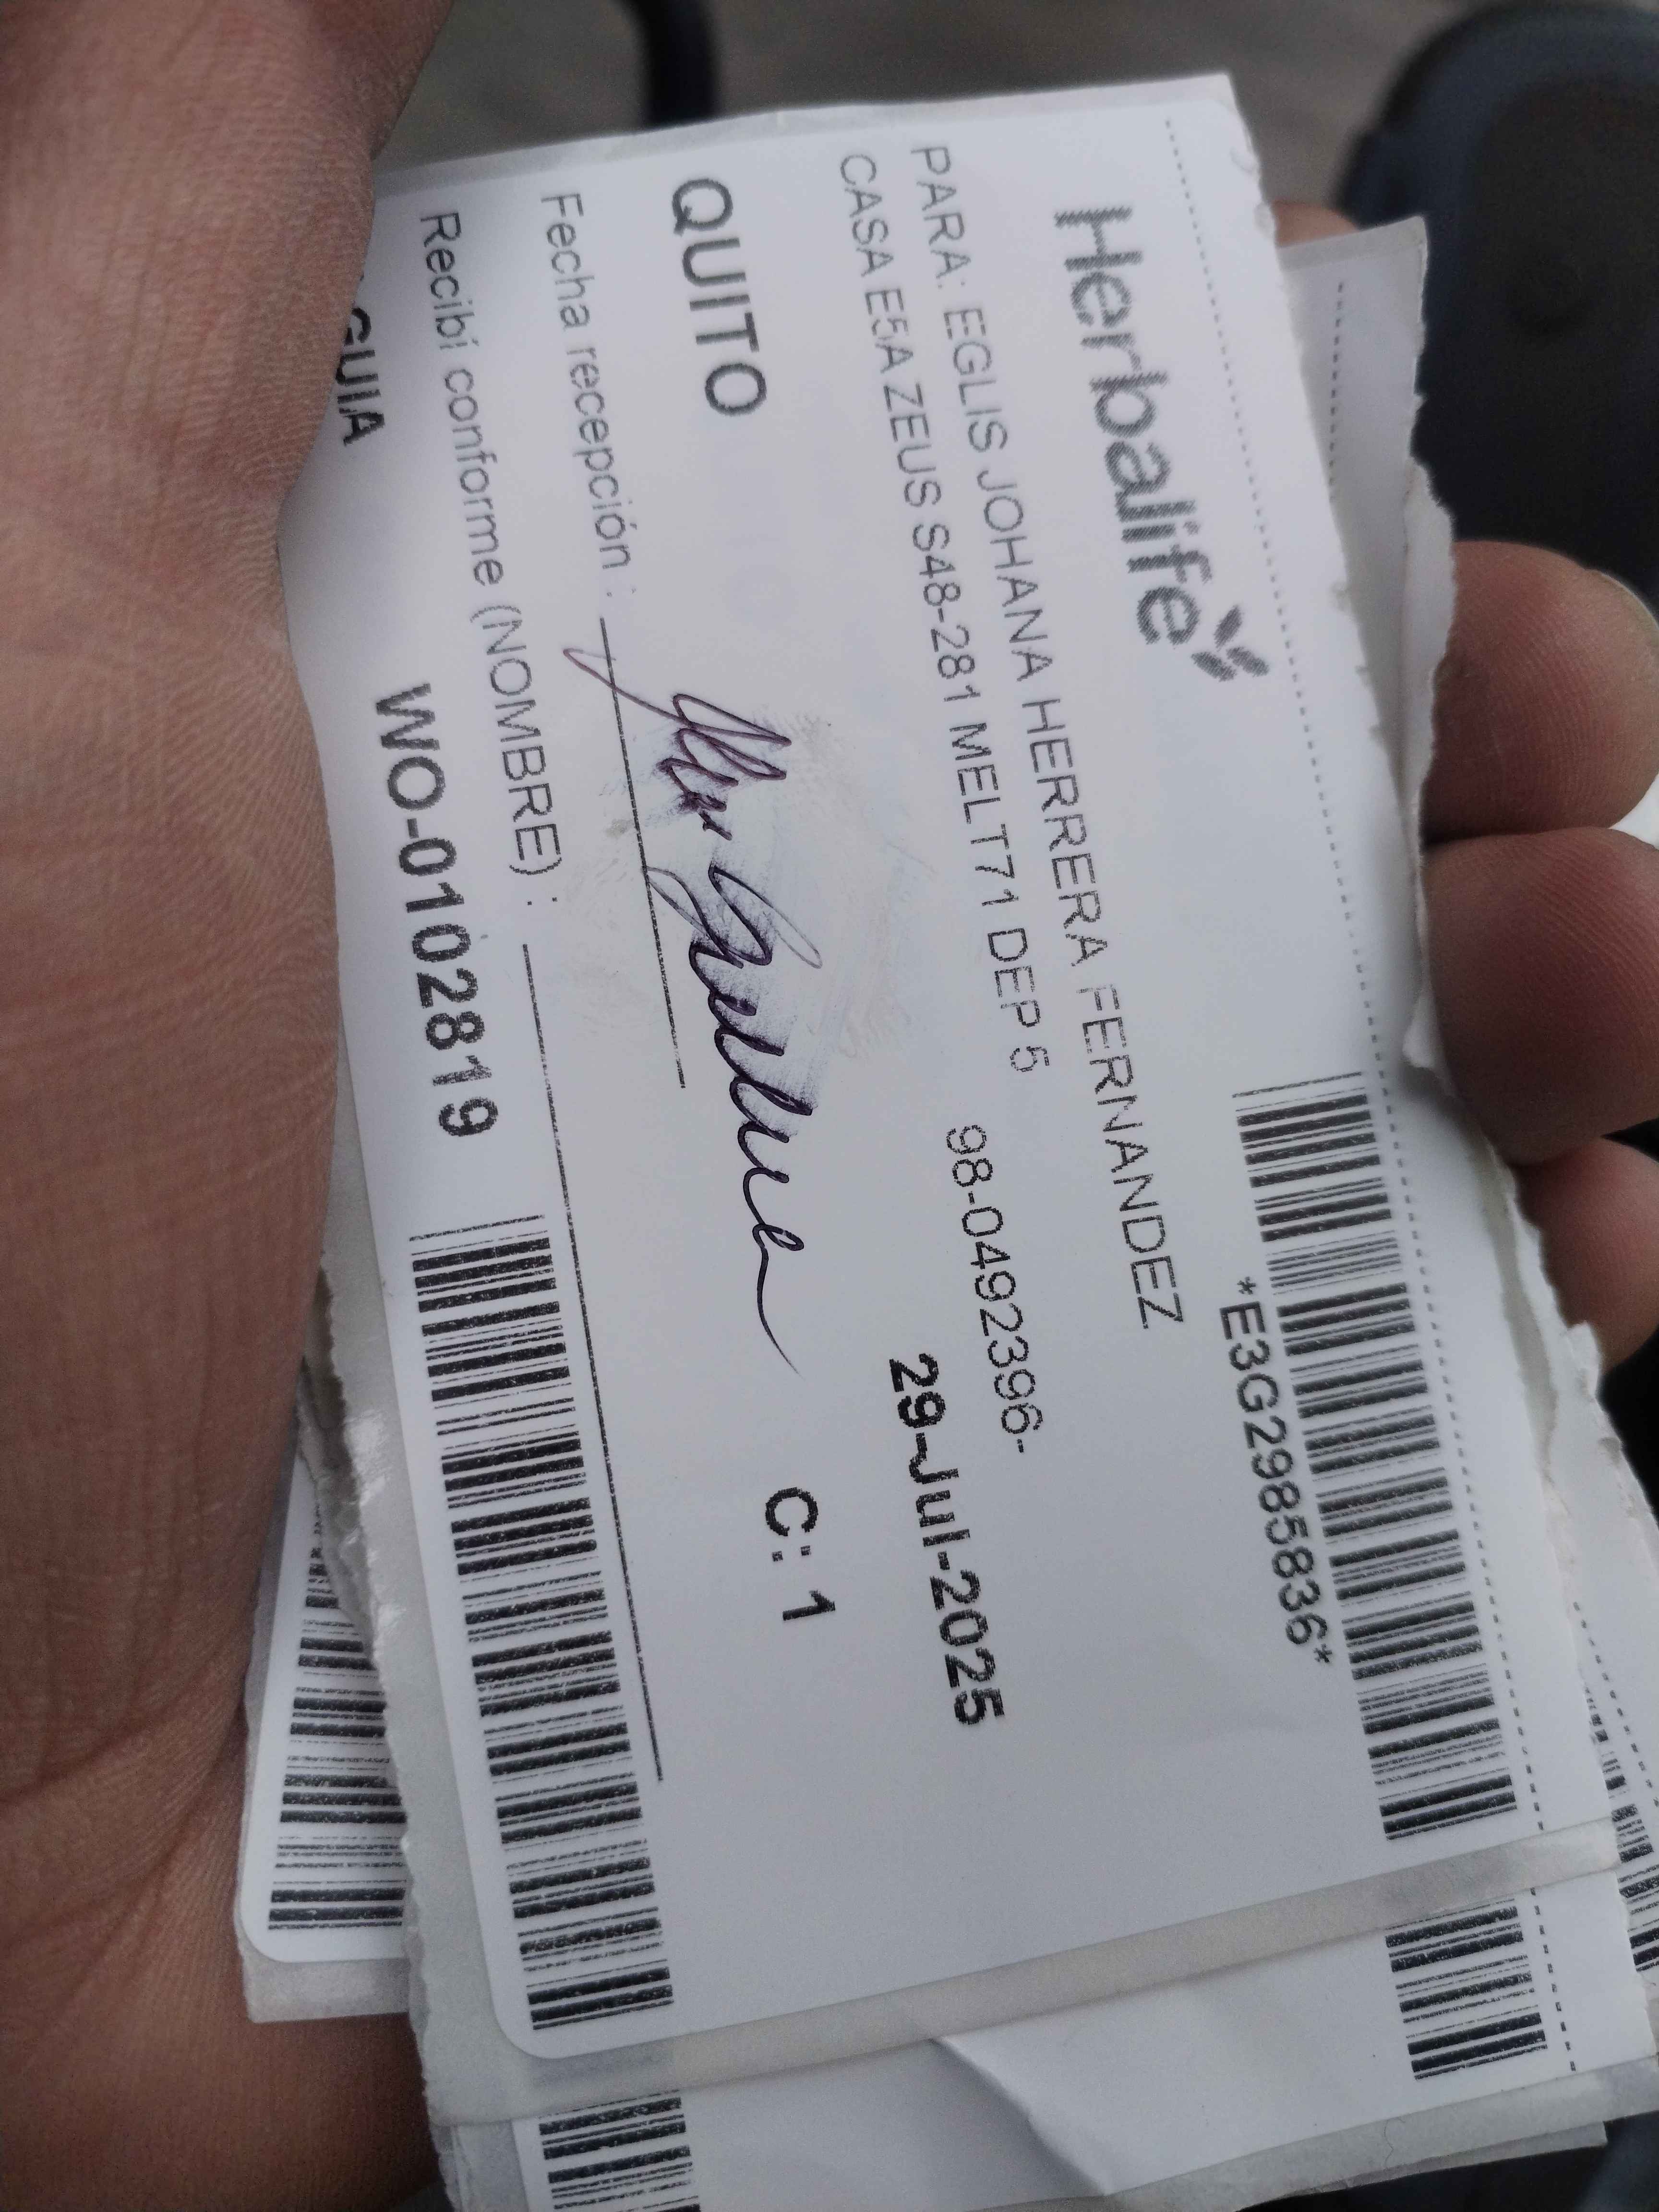 Herbalife
*E3G2985836*
PARA: EGLIS JOHANA HERRERA FERNANDEZ
CASA E5A ZEUS S48-281 MELT71 DEP 5
98-0492396-
29-Jul-2025
QUITO
C: 1
Fecha recepción :
Recibí conforme (NOMBRE) :
GUIA WO-0102819